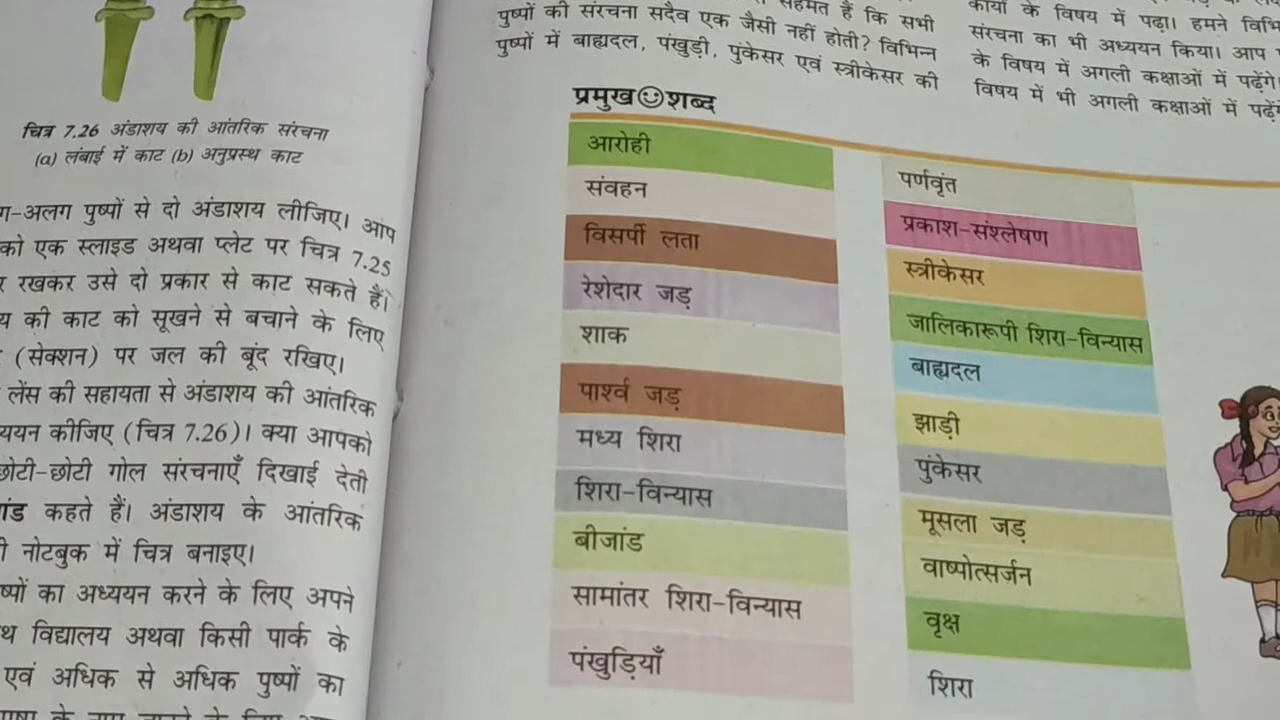 चित्र 7.26 अंडाशय की आंतरिक संरचना
(a) लंबाई में काट (b) अनुप्रस्थ काट
ग-अलग पुष्पों से दो अंडाशय लीजिए। आप
को एक स्लाइड अथवा प्लेट पर चित्र 7.25
रखकर उसे दो प्रकार से काट सकते हैं।
य की काट को सूखने से बचाने के लिए
(सेक्शन) पर जल की बूंद रखिए।
लेंस की सहायता से अंडाशय की आंतरिक
ययन कीजिए (चित्र 7.26)। क्या आपको
छोटी-छोटी गोल संरचनाएँ दिखाई देती
ांड कहते हैं। अंडाशय के आंतरिक
नोटबुक में चित्र बनाइए।
ष्पों का अध्ययन करने के लिए अपने
थ विद्यालय अथवा किसी पार्क के
एवं अधिक से अधिक पुष्पों का
सहमत हैं कि सभी
पुष्पों की संरचना सदैव एक जैसी नहीं होती? विभिन्न
पुष्पों में बाह्यदल, पंखुड़ी, पुंकेसर एवं स्त्रीकेसर की
कार्यों के विषय में पढ़ा। हमने विभि
संरचना का भी अध्ययन किया। आप
के विषय में अगली कक्षाओं में पढ़ेंगे
विषय में भी अगली कक्षाओं में पढ़ें
प्रमुख शब्द
आरोही
संवहन
विसर्पी लता
रेशेदार जड़
शाक
पार्श्व जड़
मध्य शिरा
शिरा-विन्यास
बीजांड
सामांतर शिरा-विन्यास
पंखुड़ियाँ
पर्णवृंत
प्रकाश-संश्लेषण
स्त्रीकेसर
जालिकारूपी शिरा-विन्यास
बाह्यदल
झाड़ी
पुंकेसर
मूसला जड़
वाष्पोत्सर्जन
वृक्ष
शिरा